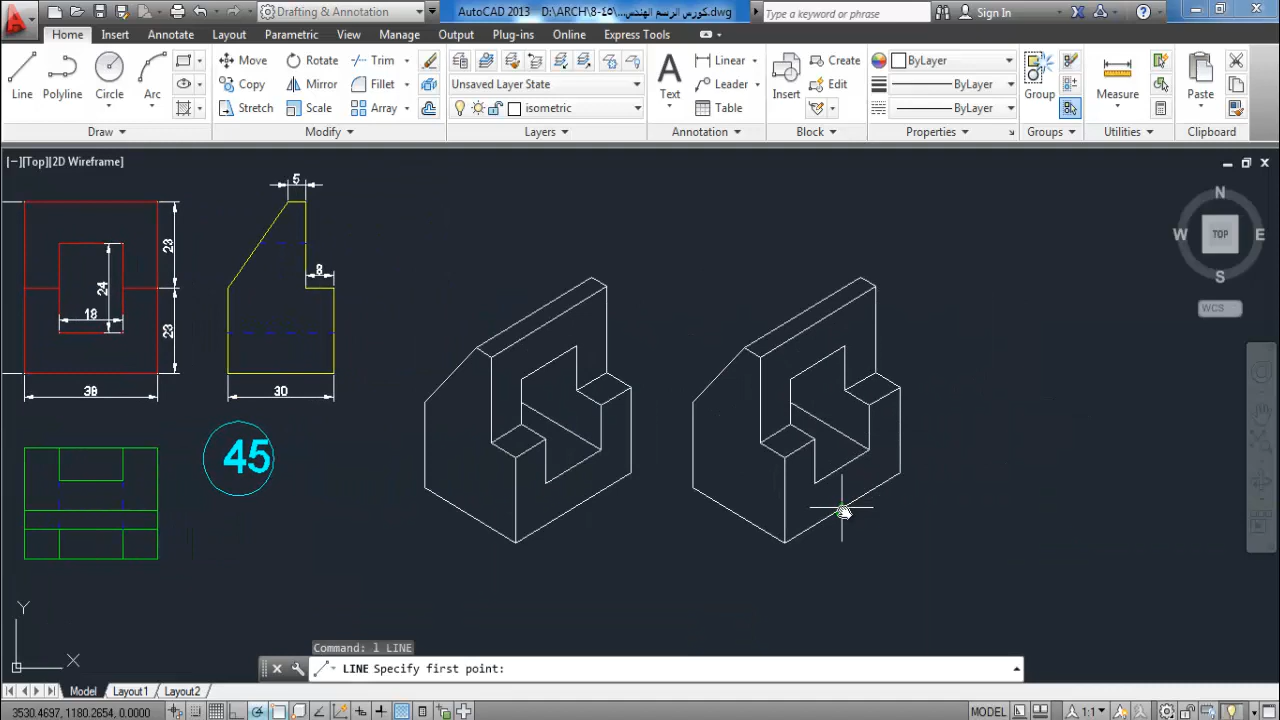 Drafting & Annotation
AutoCAD 2013 D:\ARCH\8-١٥\كورس الرسم الهندس....dwg
Type a keyword or phrase
Sign In
Home Insert Annotate Layout Parametric View Manage Output Plug-ins Online Express Tools
Line Polyline Circle Arc
Move Rotate Trim
Copy Mirror Fillet
Stretch Scale Array
Unsaved Layer State
isometric
Text
Linear
Leader
Table
Insert
Create
Edit
ByLayer
ByLayer
ByLayer
Group
Measure
Paste
Draw Modify Layers Annotation Block Properties Groups Utilities Clipboard
[−][Top][2D Wireframe]
5
23
8
24
18
23
38
30
45
N
W TOP E
S
WCS
Y
X
Command: l LINE
LINE Specify first point:
Model Layout1 Layout2
3530.4697, 1180.2654, 0.0000
MODEL
1:1